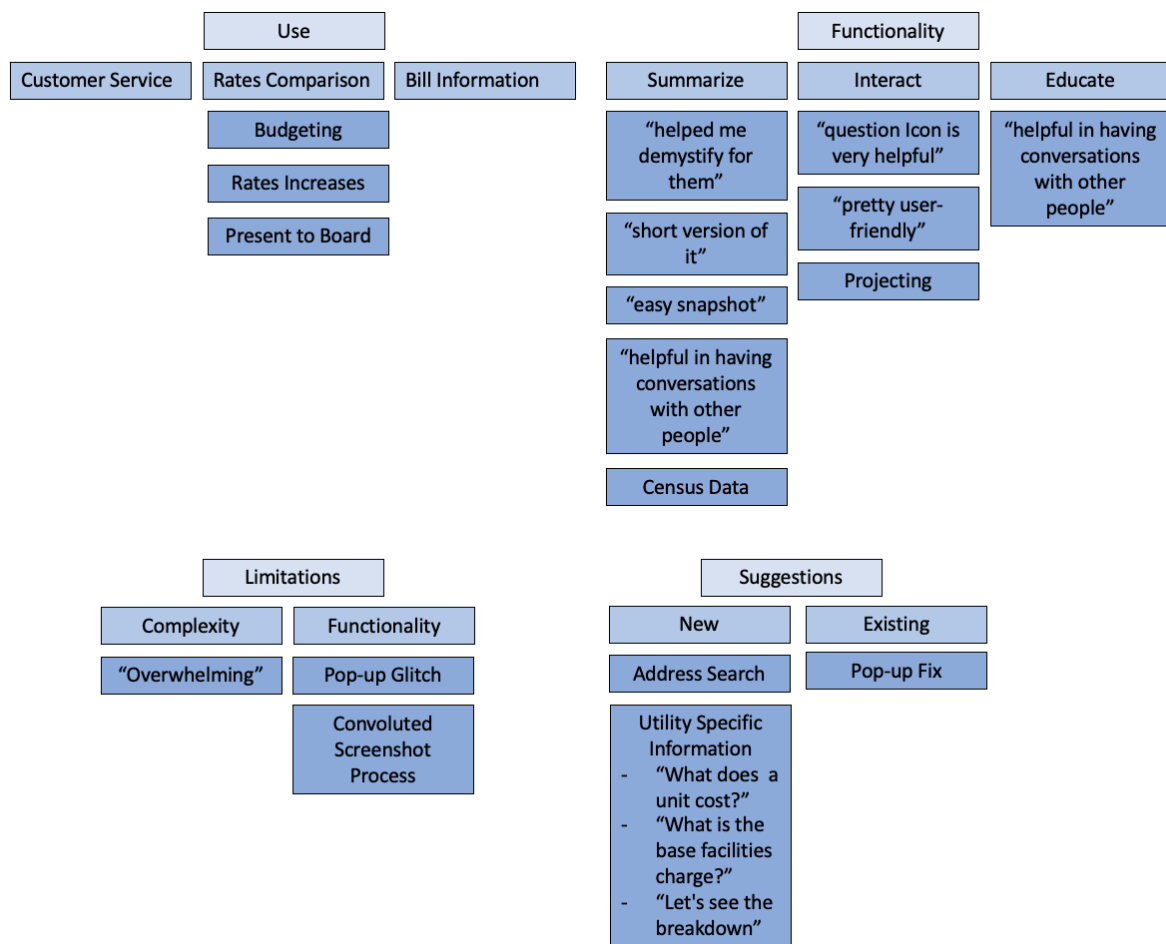 Use
Customer Service
Rates Comparison
Bill Information
Budgeting
Rates Increases
Present to Board
Functionality
Summarize
Interact
Educate
“helped me
demystify for
them”
“short version of
it”
“easy snapshot”
“helpful in having
conversations
with other
people”
Census Data
“question Icon is
very helpful”
“pretty user-
friendly”
Projecting
“helpful in having
conversations
with other
people”
Limitations
Complexity
Functionality
“Overwhelming”
Pop-up Glitch
Convoluted
Screenshot
Process
Suggestions
New
Existing
Address Search
Pop-up Fix
Utility Specific
Information
- “What does a
unit cost?”
- “What is the
base facilities
charge?”
- “Let's see the
breakdown”